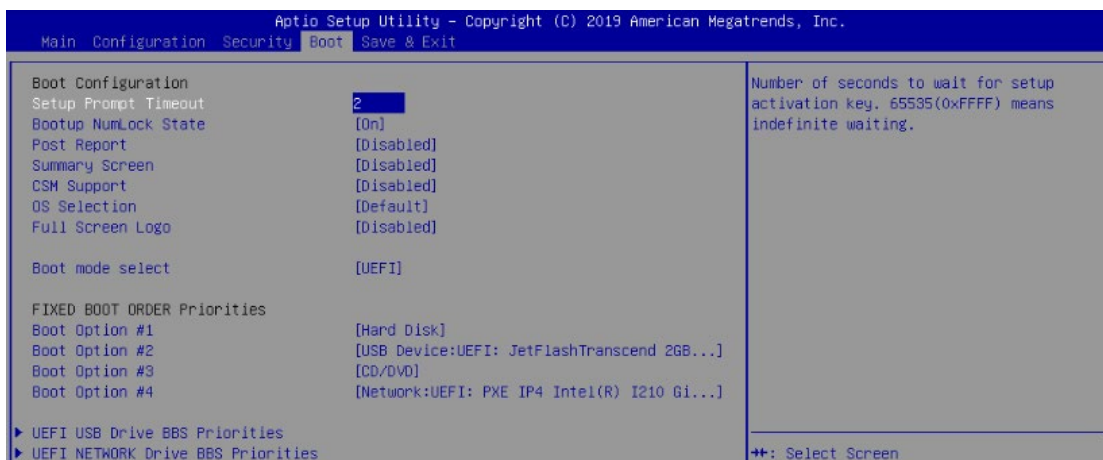 Aptio Setup Utility – Copyright (C) 2019 American Megatrends, Inc.
Main Configuration Security Boot Save & Exit
Boot Configuration
Setup Prompt Timeout 2
Bootup NumLock State [On]
Post Report [Disabled]
Summary Screen [Disabled]
CSM Support [Disabled]
OS Selection [Default]
Full Screen Logo [Disabled]
Boot mode select [UEFI]
FIXED BOOT ORDER Priorities
Boot Option #1 [Hard Disk]
Boot Option #2 [USB Device:UEFI: JetFlashTranscend 2GB...]
Boot Option #3 [CD/DVD]
Boot Option #4 [Network:UEFI: PXE IP4 Intel(R) I210 Gi...]
▶ UEFI USB Drive BBS Priorities
▶ UEFI NETWORK Drive BBS Priorities
Number of seconds to wait for setup
activation key. 65535(0xFFFF) means
indefinite waiting.
→←: Select Screen